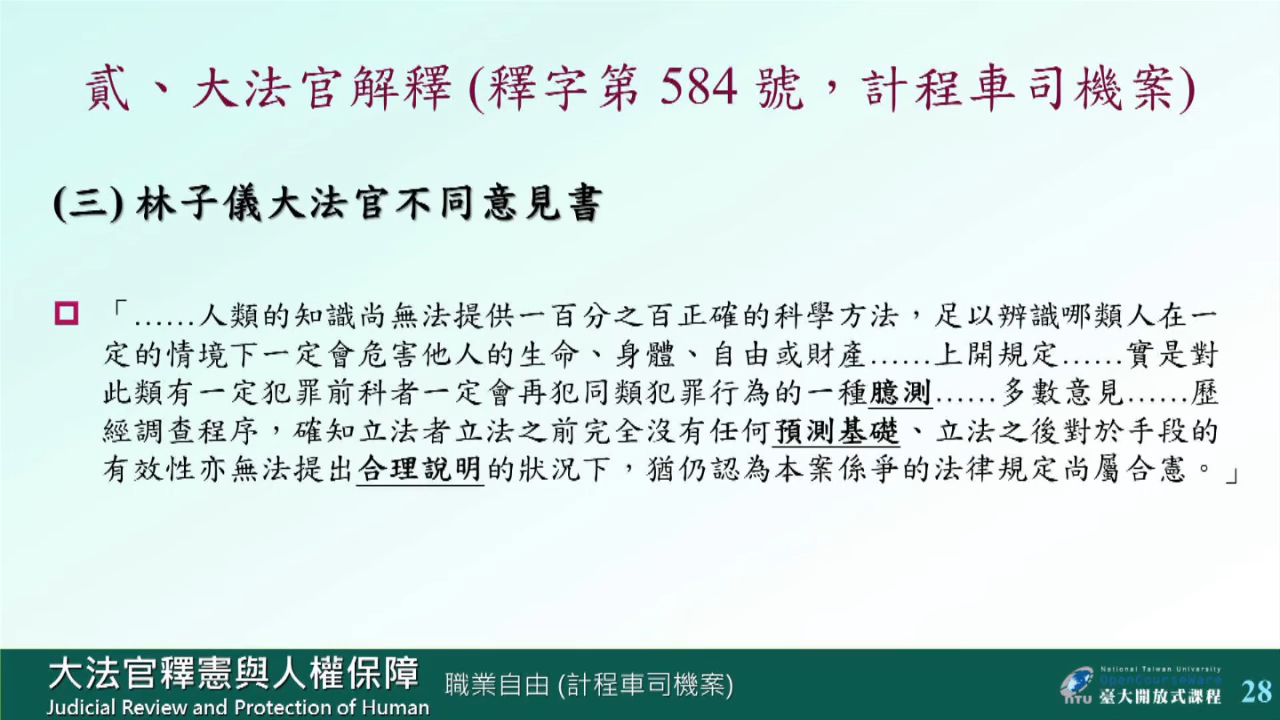 貳、大法官解釋 (釋字第 584 號，計程車司機案)
(三) 林子儀大法官不同意見書
「……人類的知識尚無法提供一百分之百正確的科學方法，足以辨識哪類人在一
定的情境下一定會危害他人的生命、身體、自由或財產……上開規定……實是對
此類有一定犯罪前科者一定會再犯同類犯罪行為的一種臆測……多數意見……歷
經調查程序，確知立法者立法之前完全沒有任何預測基礎、立法之後對於手段的
有效性亦無法提出合理說明的狀況下，猶仍認為本案係爭的法律規定尚屬合憲。」
大法官釋憲與人權保障
Judicial Review and Protection of Human
職業自由 (計程車司機案)
National Taiwan University
OpenCourseWare
NTU 臺大開放式課程
28